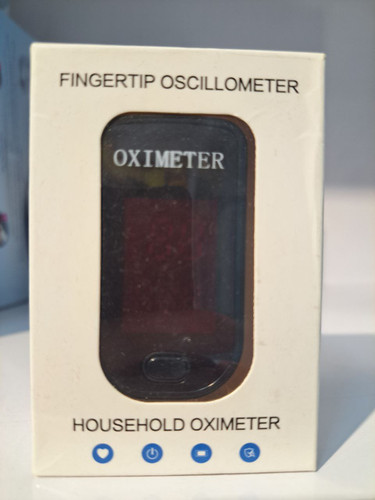 FINGERTIP OSCILLOMETER
OXIMETER
HOUSEHOLD OXIMETER